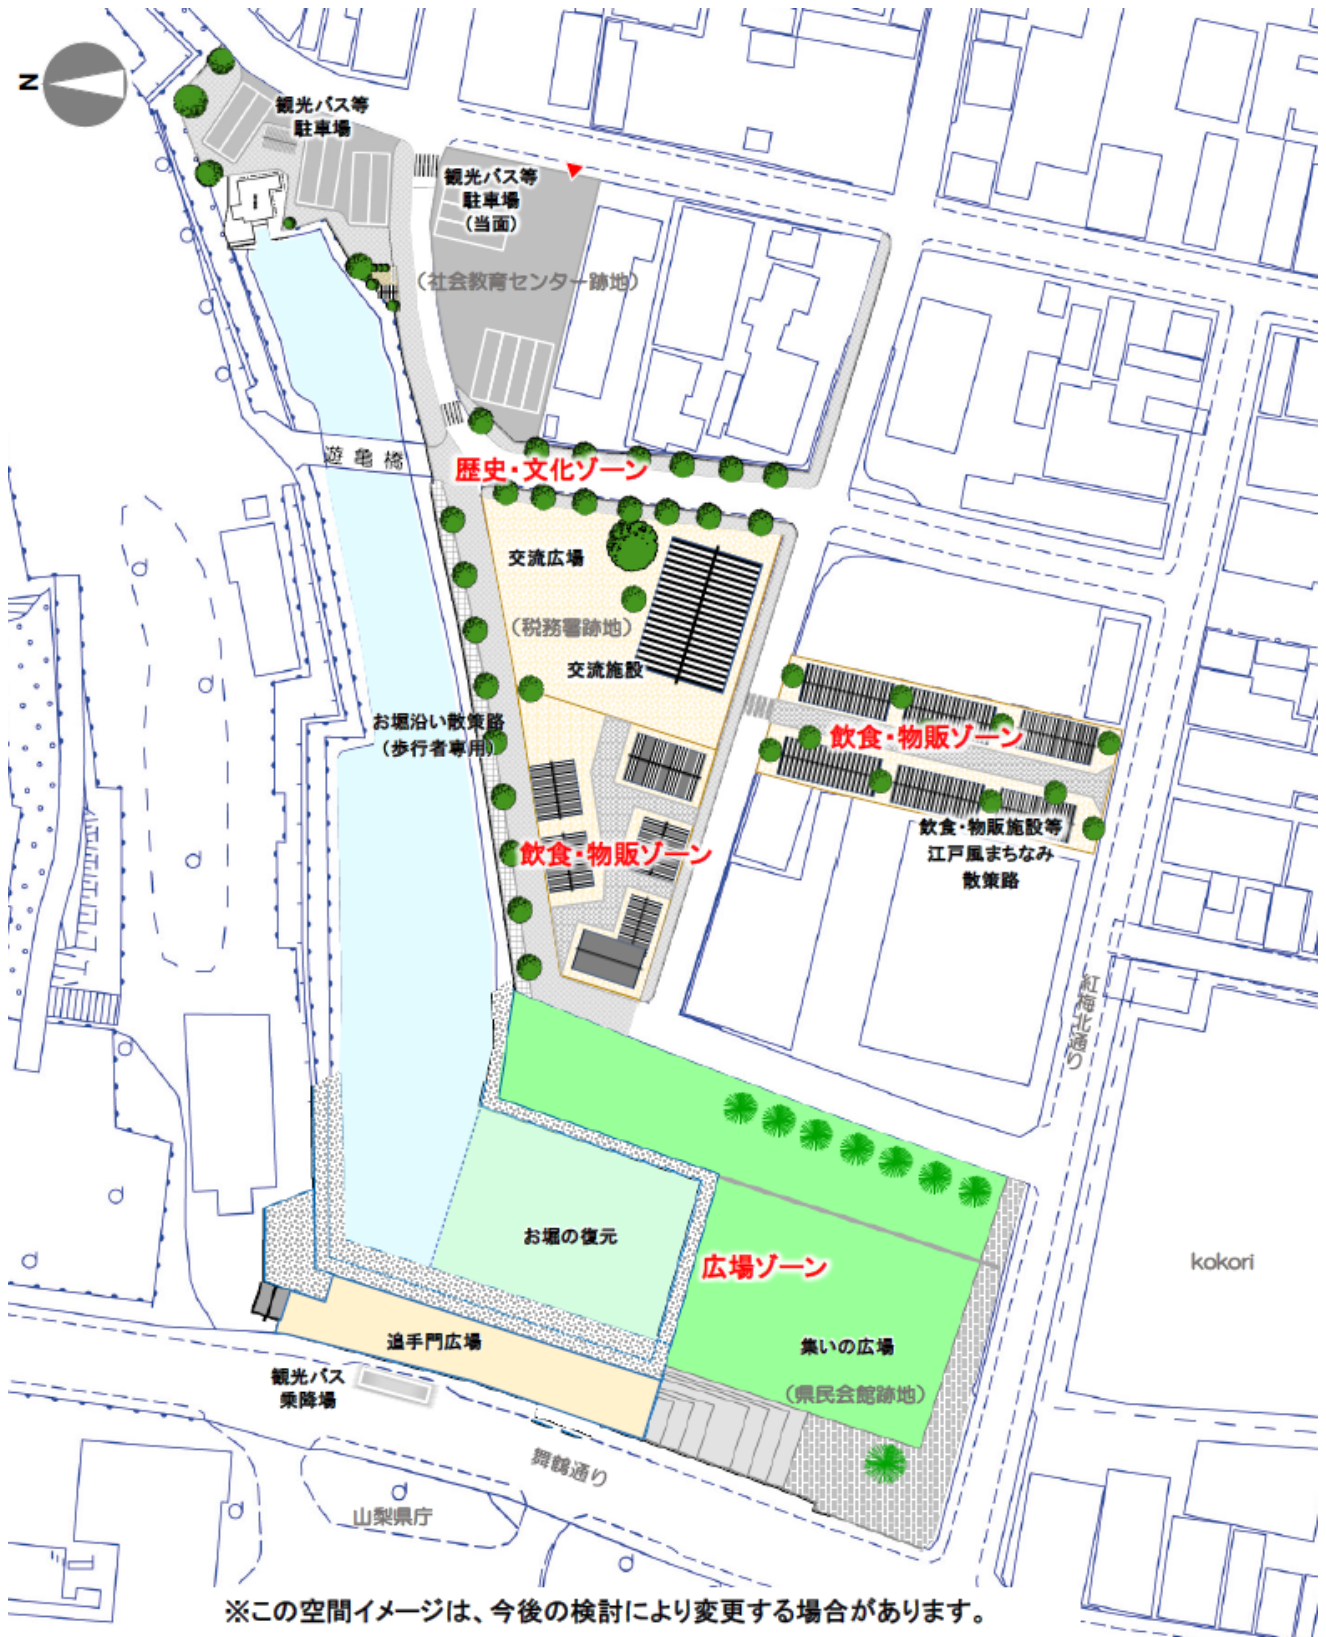 N
観光バス等
駐車場
観光バス等
駐車場
(当面)
(社会教育センター跡地)
遊亀橋
歴史・文化ゾーン
交流広場
(税務署跡地)
交流施設
お堀沿い散策路
(歩行者専用)
飲食・物販ゾーン
飲食・物販施設等
江戸風まちなみ
散策路
飲食・物販ゾーン
紅梅北通り
お堀の復元
広場ゾーン
kokori
追手門広場
集いの広場
(県民会館跡地)
観光バス
乗降場
舞鶴通り
山梨県庁
※この空間イメージは、今後の検討により変更する場合があります。